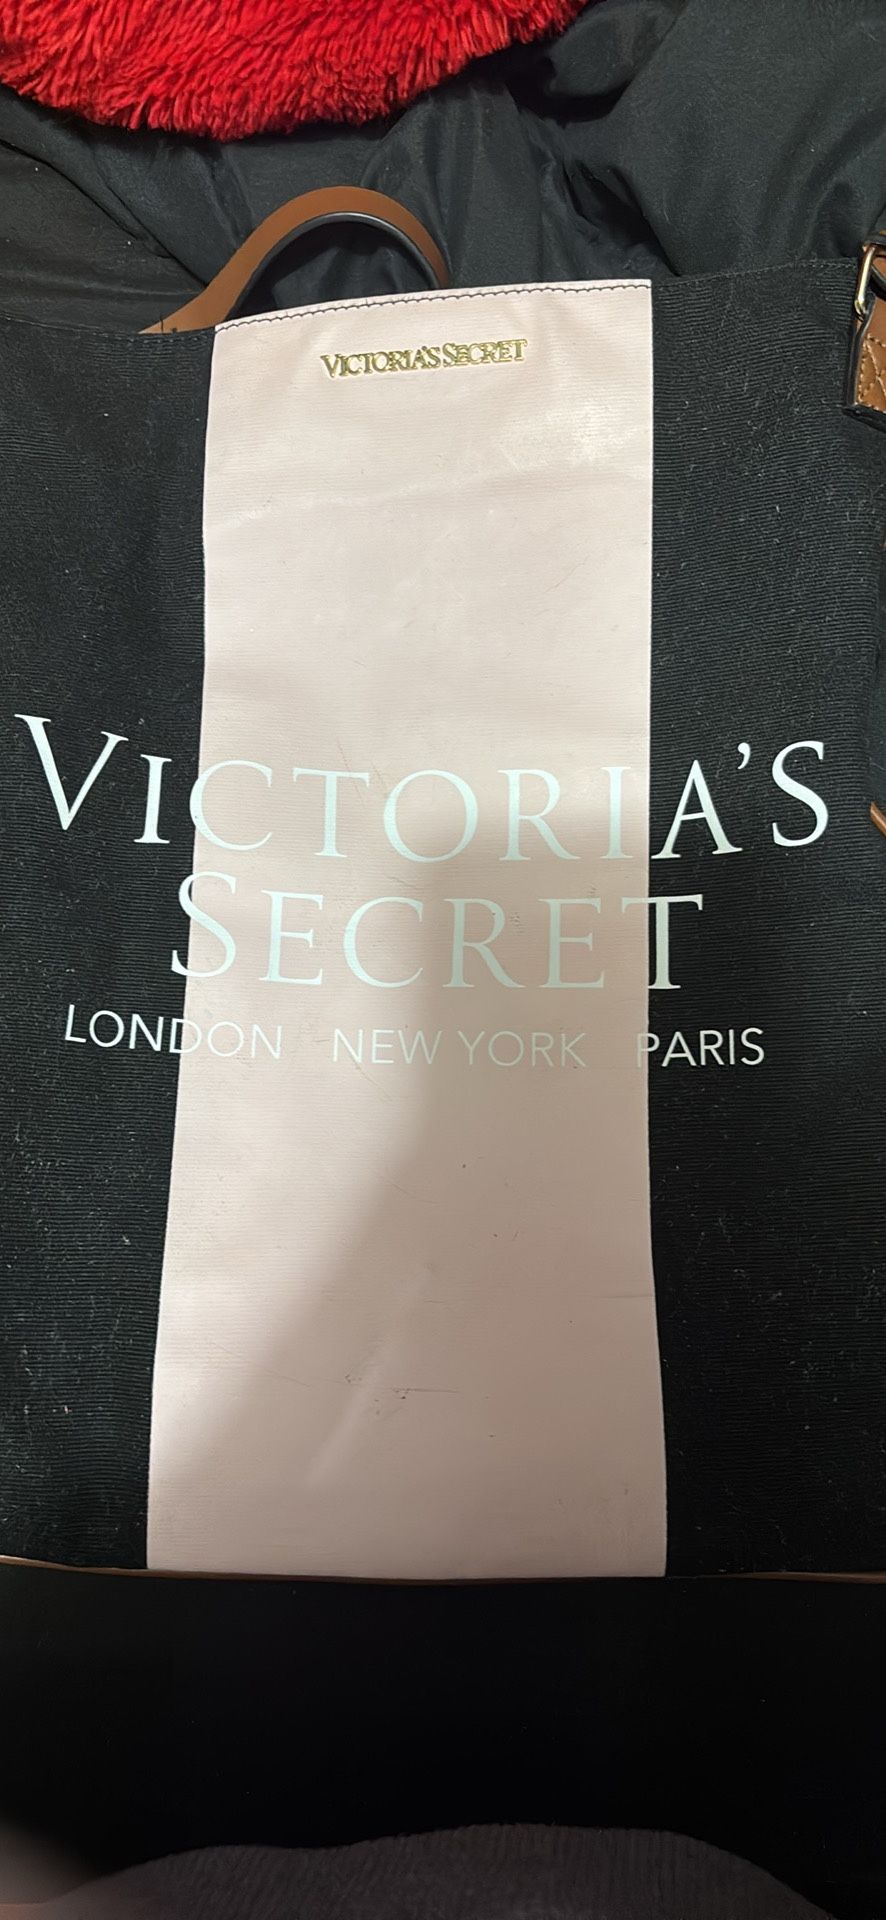 VICTORIA'S SECRET
VICTORIA'S
SECRET
LONDON NEW YORK PARIS